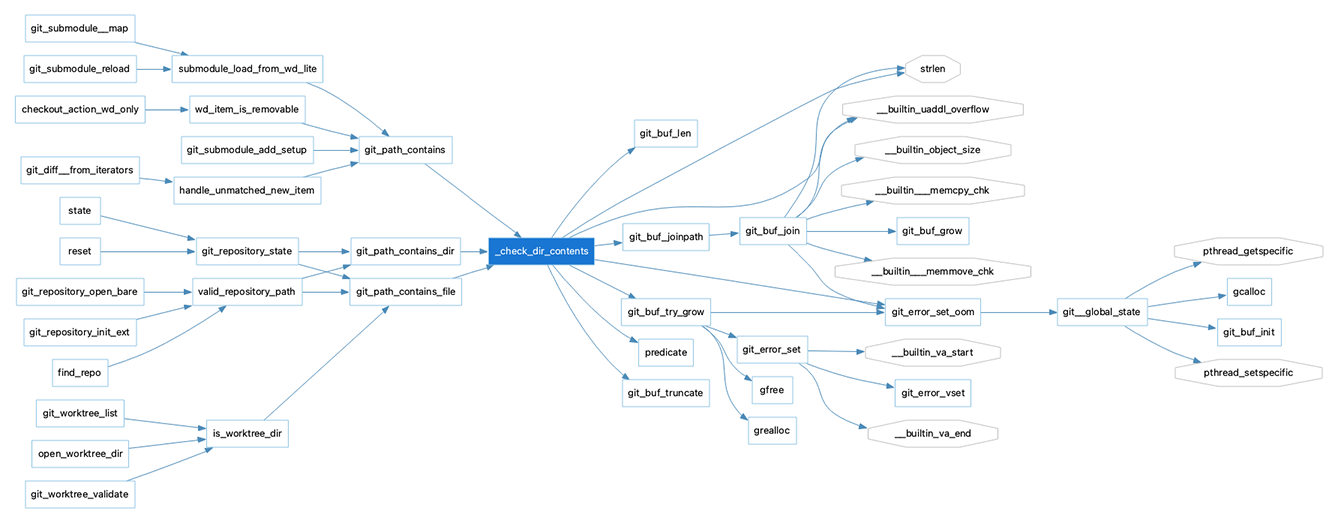 git_submodule__map
git_submodule_reload
submodule_load_from_wd_lite
checkout_action_wd_only
wd_item_is_removable
git_submodule_add_setup
git_path_contains
git_diff__from_iterators
handle_unmatched_new_item
state
reset
git_repository_state
git_path_contains_dir
git_repository_open_bare
valid_repository_path
git_path_contains_file
git_repository_init_ext
find_repo
git_worktree_list
is_worktree_dir
open_worktree_dir
git_worktree_validate
_check_dir_contents
git_buf_len
git_buf_joinpath
git_buf_try_grow
predicate
git_buf_truncate
git_buf_join
git_error_set
gfree
grealloc
strlen
__builtin_uaddl_overflow
__builtin_object_size
__builtin___memcpy_chk
git_buf_grow
__builtin___memmove_chk
git_error_set_oom
__builtin_va_start
git_error_vset
__builtin_va_end
git__global_state
pthread_getspecific
gcalloc
git_buf_init
pthread_setspecific